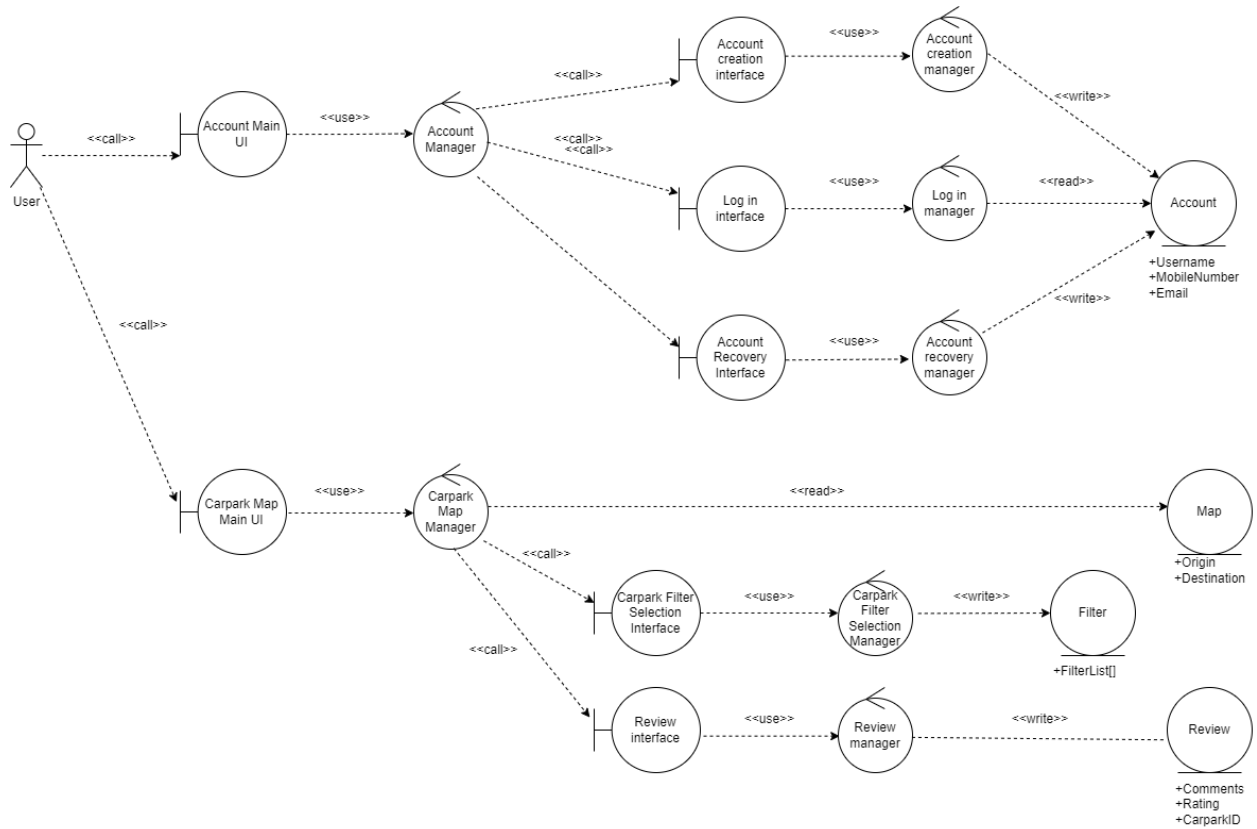 <<use>>
Account
creation
interface
Account
creation
manager
<<call>>
<<write>>
<<call>>
Account Main
UI
<<use>>
Account
Manager
<<call>>
<<call>>
User
Log in
interface
<<use>>
Log in
manager
<<read>>
Account
+Username
+MobileNumber
+Email
<<call>>
<<write>>
Account
Recovery
Interface
<<use>>
Account
recovery
manager
Carpark Map
Main UI
<<use>>
Carpark
Map
Manager
<<read>>
Map
+Origin
+Destination
<<call>>
Carpark Filter
Selection
Interface
<<use>>
Carpark
Filter
Selection
Manager
<<write>>
Filter
+FilterList[]
<<call>>
Review
interface
<<use>>
Review
manager
<<write>>
Review
+Comments
+Rating
+CarparkID